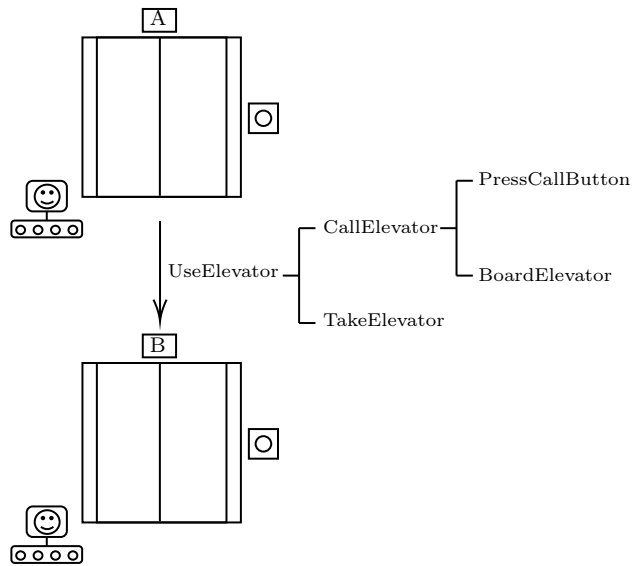 A
PressCallButton
CallElevator
UseElevator
BoardElevator
TakeElevator
B